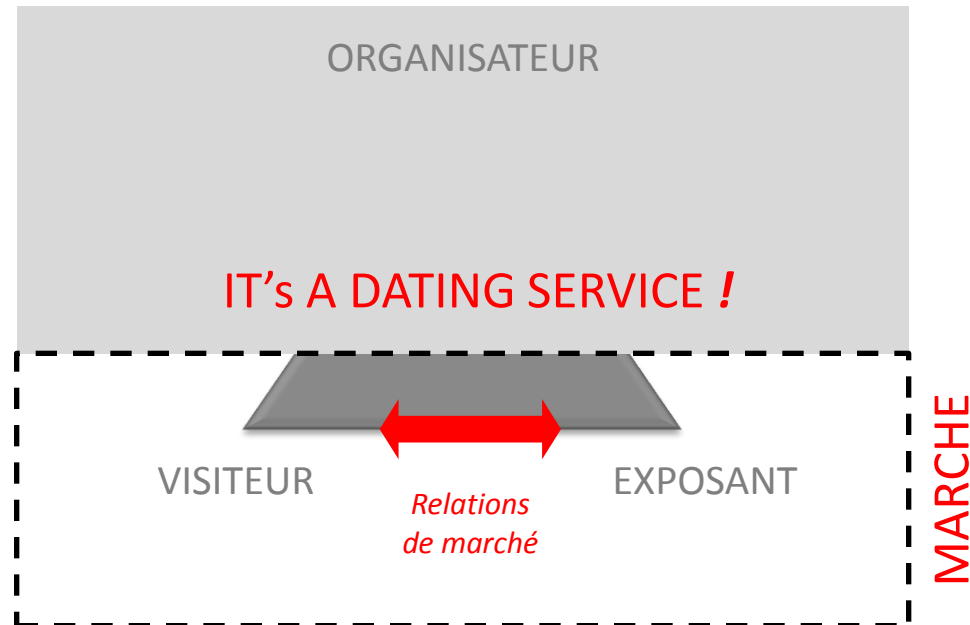 ORGANISATEUR
IT's A DATING SERVICE !
VISITEUR
EXPOSANT
Relations
de marché
MARCHE